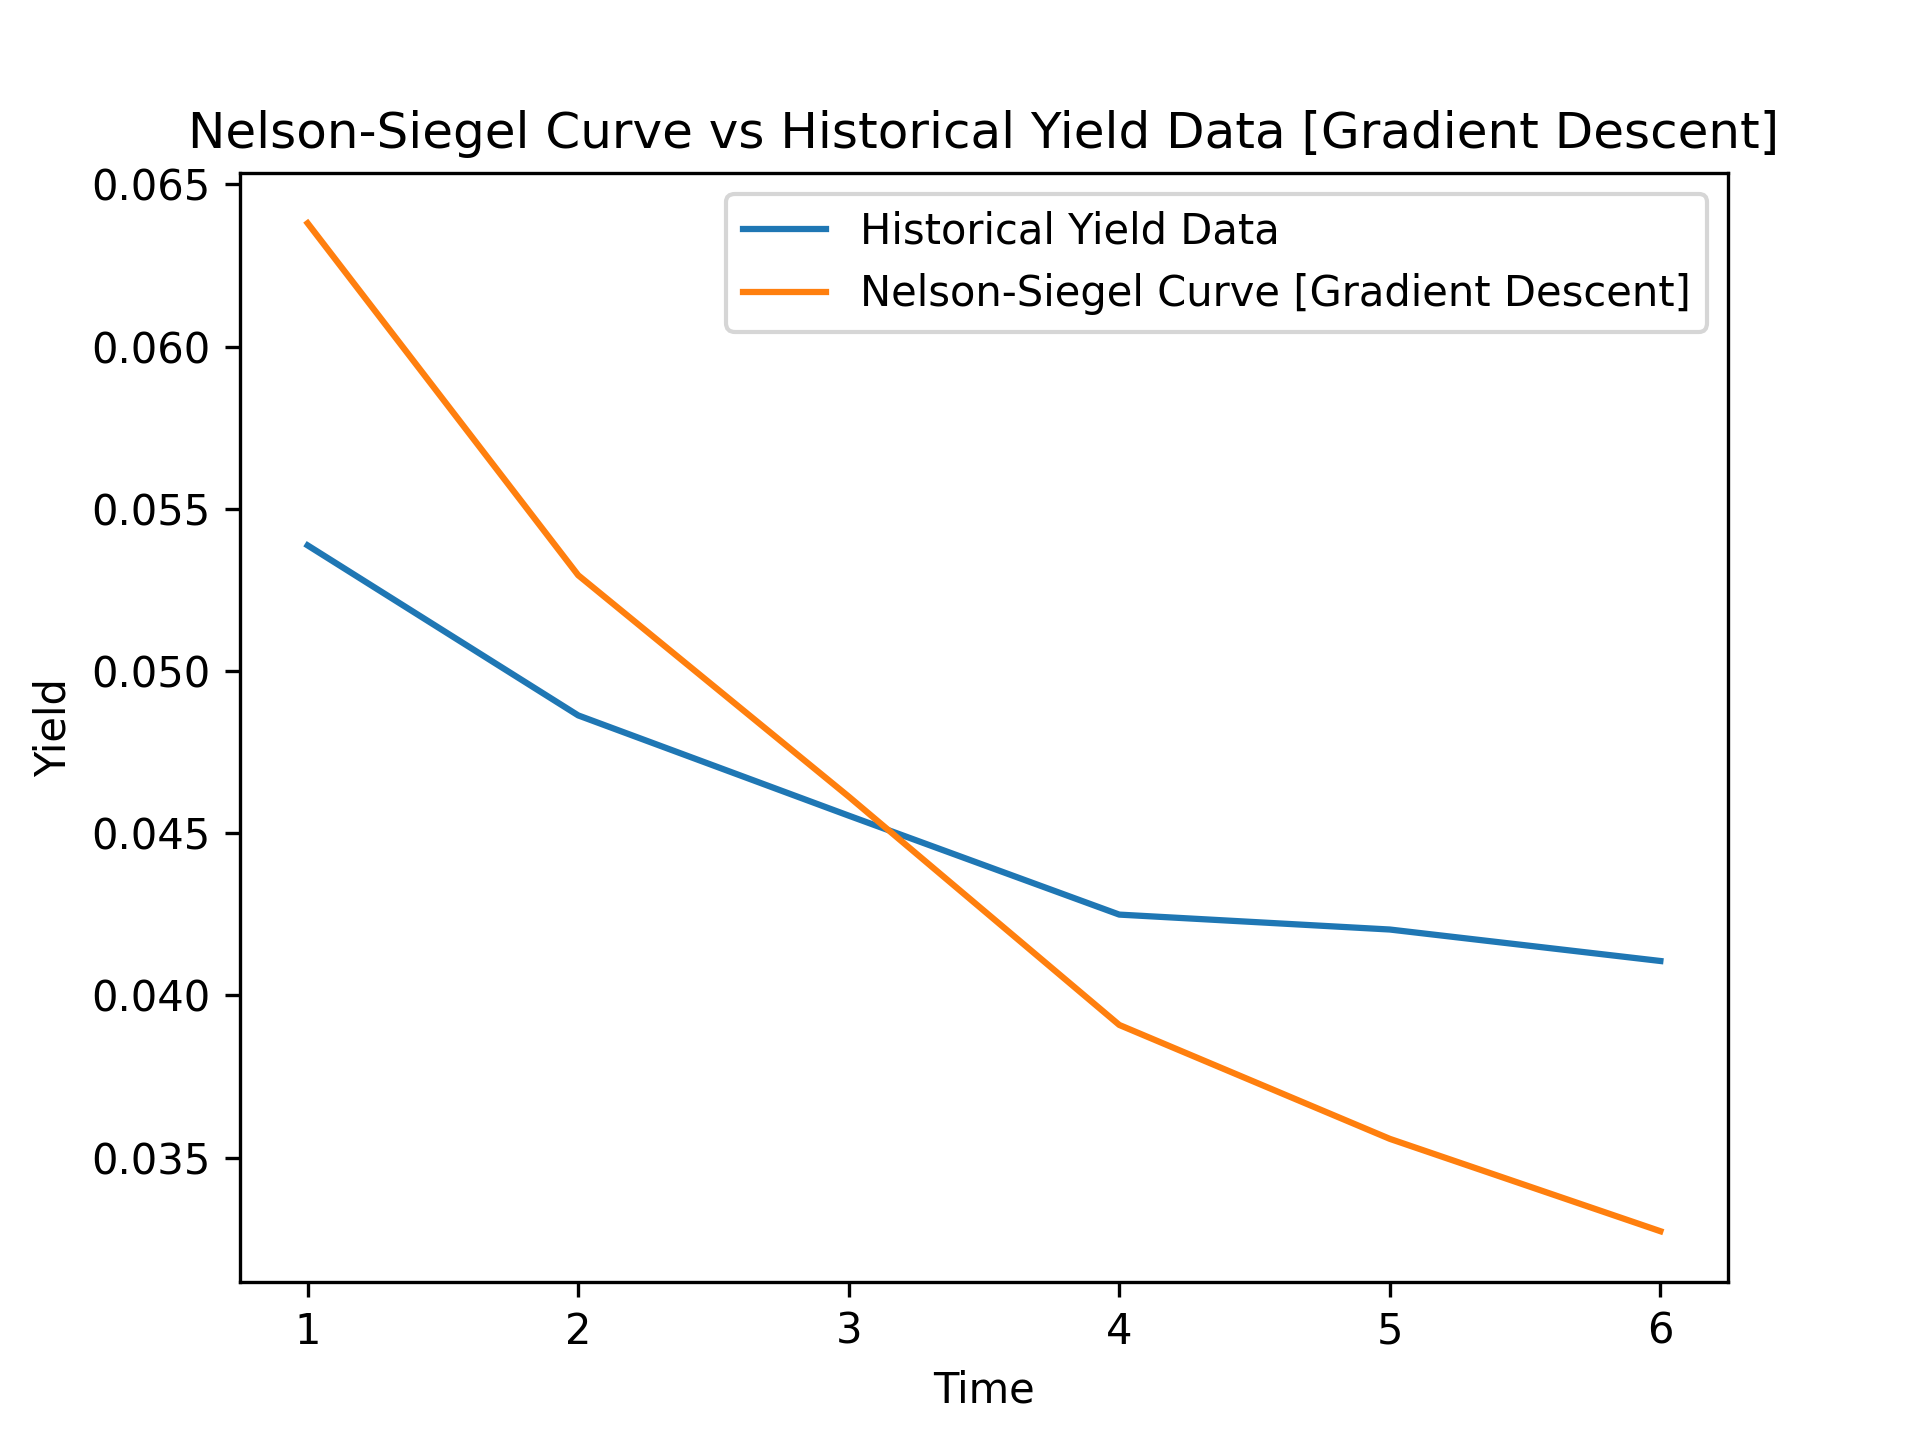 Nelson-Siegel Curve vs Historical Yield Data [Gradient Descent]
Historical Yield Data
Nelson-Siegel Curve [Gradient Descent]
Yield
0.065
0.060
0.055
0.050
0.045
0.040
0.035
1 2 3 4 5 6
Time